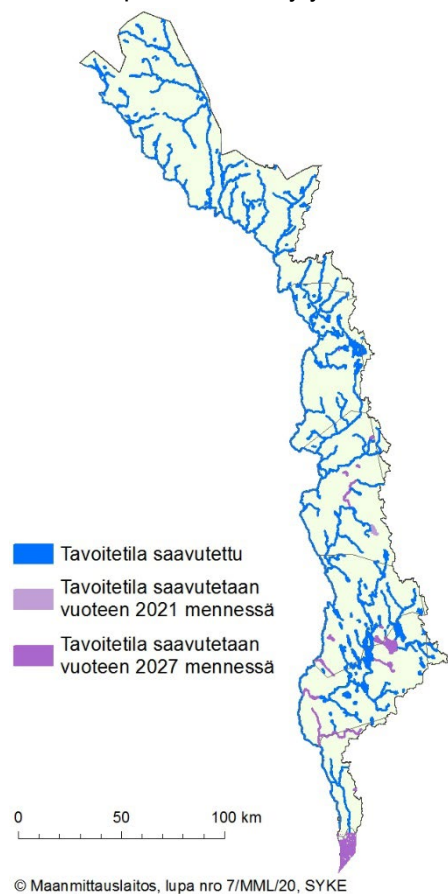 Tavoitetila saavutettu
Tavoitetila saavutetaan
vuoteen 2021 mennessä
Tavoitetila saavutetaan
vuoteen 2027 mennessä
0 50 100 km
© Maanmittauslaitos, lupa nro 7/MML/20, SYKE